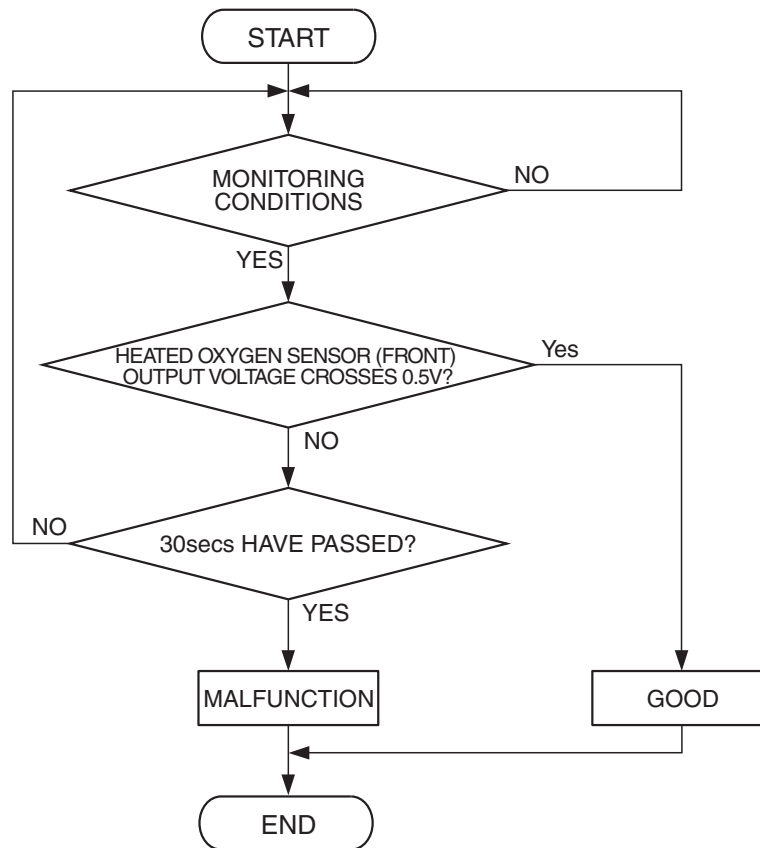 START
MONITORING
CONDITIONS
NO
YES
HEATED OXYGEN SENSOR (FRONT)
OUTPUT VOLTAGE CROSSES 0.5V?
Yes
NO
NO
30secs HAVE PASSED?
YES
MALFUNCTION
GOOD
END